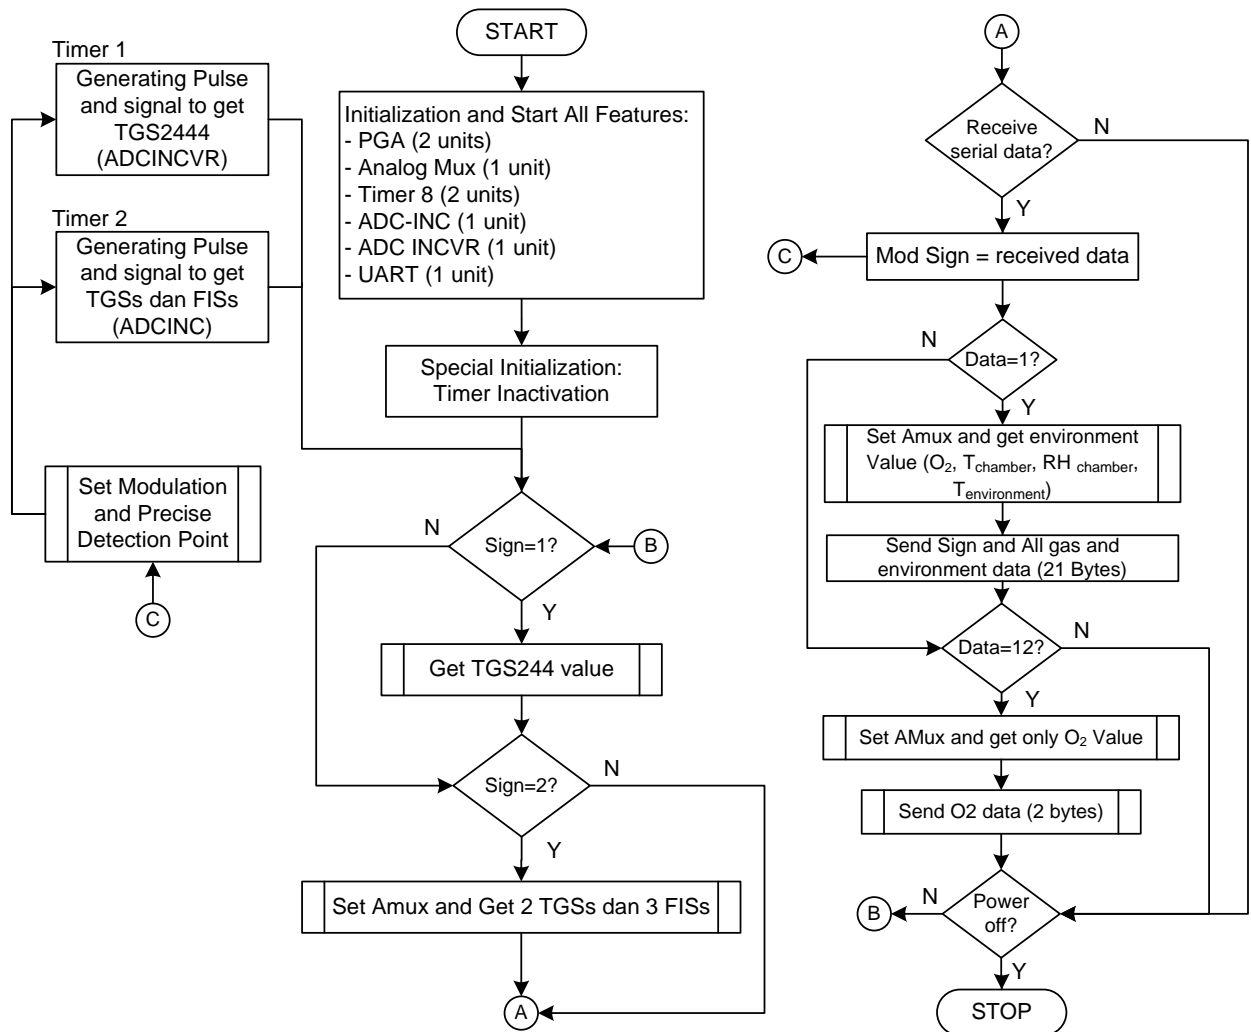 Timer 1
Generating Pulse
and signal to get
TGS2444
(ADCINCVR)
Timer 2
Generating Pulse
and signal to get
TGSs dan FISs
(ADCINC)
Set Modulation
and Precise
Detection Point
C
START
Initialization and Start All Features:
- PGA (2 units)
- Analog Mux (1 unit)
- Timer 8 (2 units)
- ADC-INC (1 unit)
- ADC INCVR (1 unit)
- UART (1 unit)
Special Initialization:
Timer Inactivation
Sign=1?
N
B
Y
Get TGS244 value
Sign=2?
N
Y
Set Amux and Get 2 TGSs dan 3 FISs
A
A
Receive
serial data?
N
Y
C
Mod Sign = received data
N
Data=1?
Y
Set Amux and get environment
Value (O₂, Tchamber, RH chamber,
Tenvironment)
Send Sign and All gas and
environment data (21 Bytes)
Data=12?
N
Y
Set AMux and get only O₂ Value
Send O2 data (2 bytes)
B
N
Power
off?
Y
STOP